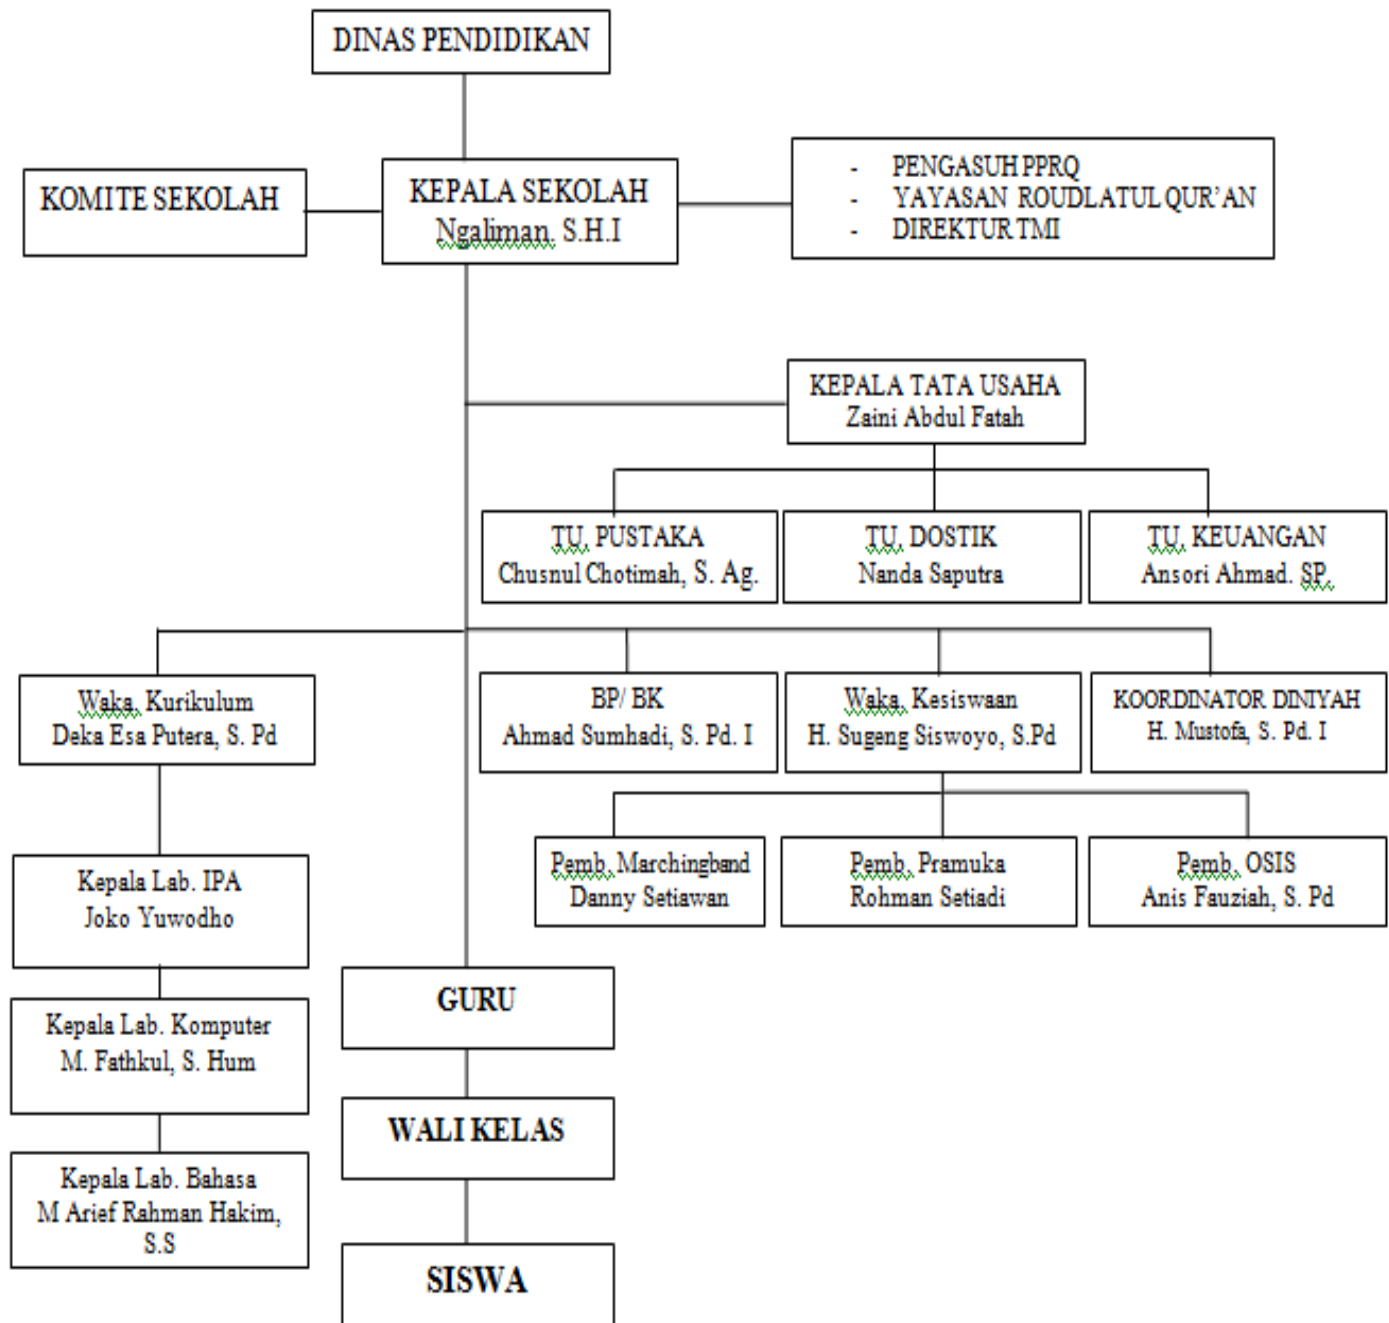 DINAS PENDIDIKAN
KOMITE SEKOLAH
KEPALA SEKOLAH
Ngaliman. S.H.I
- PENGASUH PPRQ
- YAYASAN ROUDLATUL QUR'AN
- DIREKTUR TMI
KEPALA TATA USAHA
Zaini Abdul Fatah
TU. PUSTAKA
Chusnul Chotimah, S. Ag.
TU. DOSTIK
Nanda Saputra
TU. KEUANGAN
Ansori Ahmad. SP.
Waka. Kurikulum
Deka Esa Putera, S. Pd
BP/ BK
Ahmad Sumhadi, S. Pd. I
Waka. Kesiswaan
H. Sugeng Siswoyo, S.Pd
KOORDINATOR DINIYAH
H. Mustofa, S. Pd. I
Pemb. Marchingband
Danny Setiawan
Pemb. Pramuka
Rohman Setiadi
Pemb. OSIS
Anis Fauziah, S. Pd
Kepala Lab. IPA
Joko Yuwodho
Kepala Lab. Komputer
M. Fathkul, S. Hum
Kepala Lab. Bahasa
M Arief Rahman Hakim,
S.S
GURU
WALI KELAS
SISWA